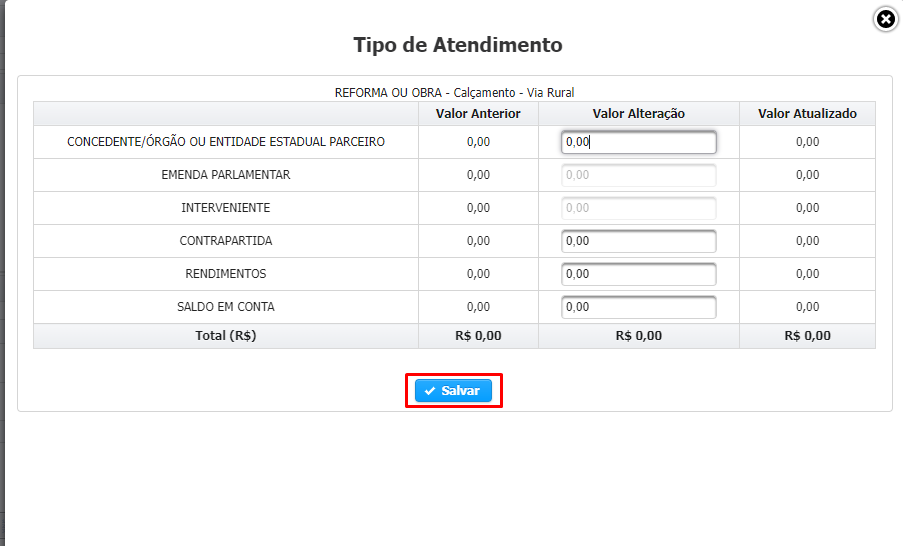 Tipo de Atendimento
REFORMA OU OBRA - Calçamento - Via Rural
Valor Anterior Valor Alteração Valor Atualizado
CONCEDENTE/ÓRGÃO OU ENTIDADE ESTADUAL PARCEIRO 0,00 0,00 0,00
EMENDA PARLAMENTAR 0,00 0,00 0,00
INTERVENIENTE 0,00 0,00 0,00
CONTRAPARTIDA 0,00 0,00 0,00
RENDIMENTOS 0,00 0,00 0,00
SALDO EM CONTA 0,00 0,00 0,00
Total (R$) R$ 0,00 R$ 0,00 R$ 0,00
Salvar